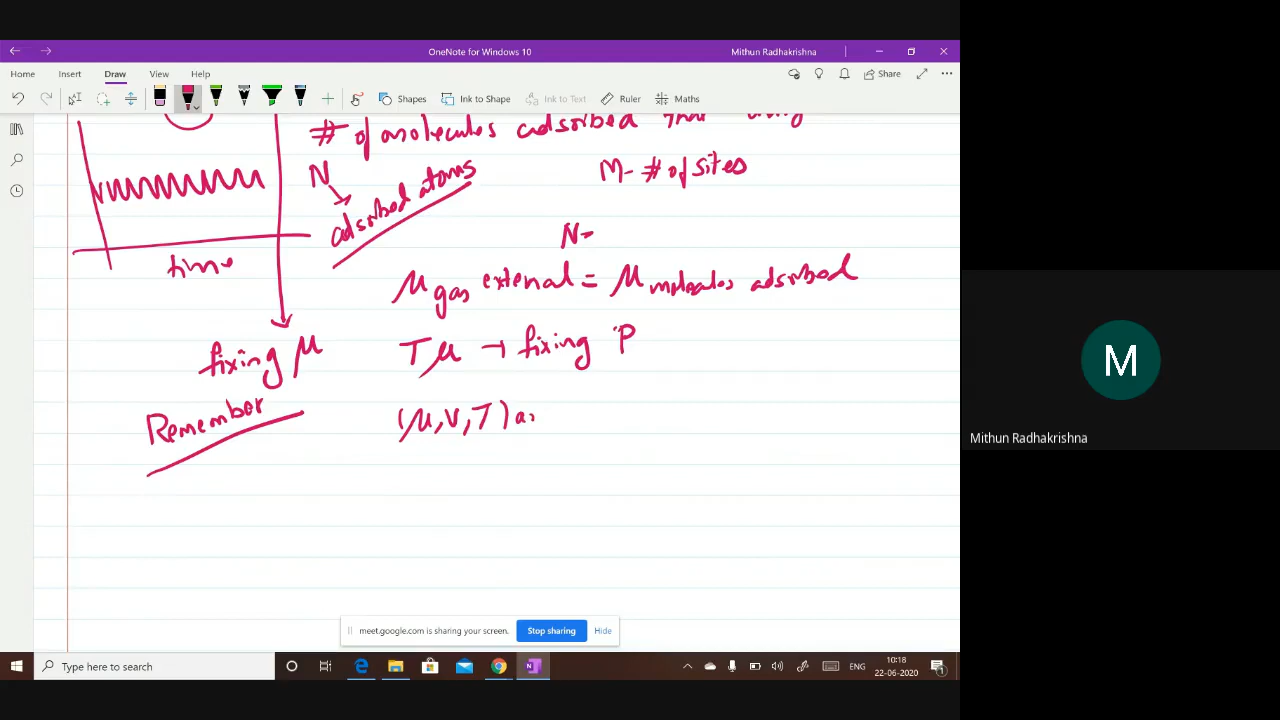 OneNote for Windows 10
Mithun Radhakrishna
Home Insert Draw View Help
Share
Shapes Ink to Shape Ink to Text Ruler Maths
# of molecules adsorbed that
N
M- # of sites
adsorbed atoms
N=
time
μ gas external = μ molecules adsorbed
fixing μ
Tμ → fixing P
Remember
(μ,V,T)
M
Mithun Radhakrishna
meet.google.com is sharing your screen. Stop sharing Hide
Type here to search
ENG
10:18
22-06-2020